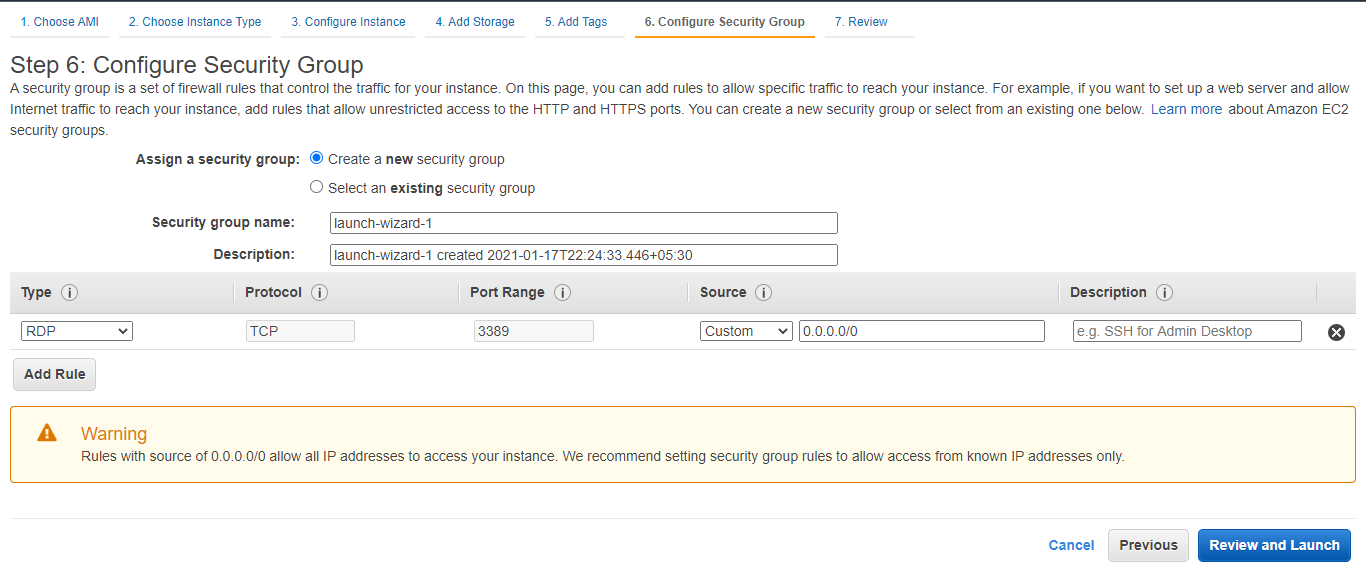 1. Choose AMI 2. Choose Instance Type 3. Configure Instance 4. Add Storage 5. Add Tags 6. Configure Security Group 7. Review
Step 6: Configure Security Group
A security group is a set of firewall rules that control the traffic for your instance. On this page, you can add rules to allow specific traffic to reach your instance. For example, if you want to set up a web server and allow
Internet traffic to reach your instance, add rules that allow unrestricted access to the HTTP and HTTPS ports. You can create a new security group or select from an existing one below. Learn more about Amazon EC2
security groups.
Assign a security group: Create a new security group
Select an existing security group
Security group name: launch-wizard-1
Description: launch-wizard-1 created 2021-01-17T22:24:33.446+05:30
Type i Protocol i Port Range i Source i Description i
RDP TCP 3389 Custom 0.0.0.0/0 e.g. SSH for Admin Desktop
Add Rule
Warning
Rules with source of 0.0.0.0/0 allow all IP addresses to access your instance. We recommend setting security group rules to allow access from known IP addresses only.
Cancel Previous Review and Launch